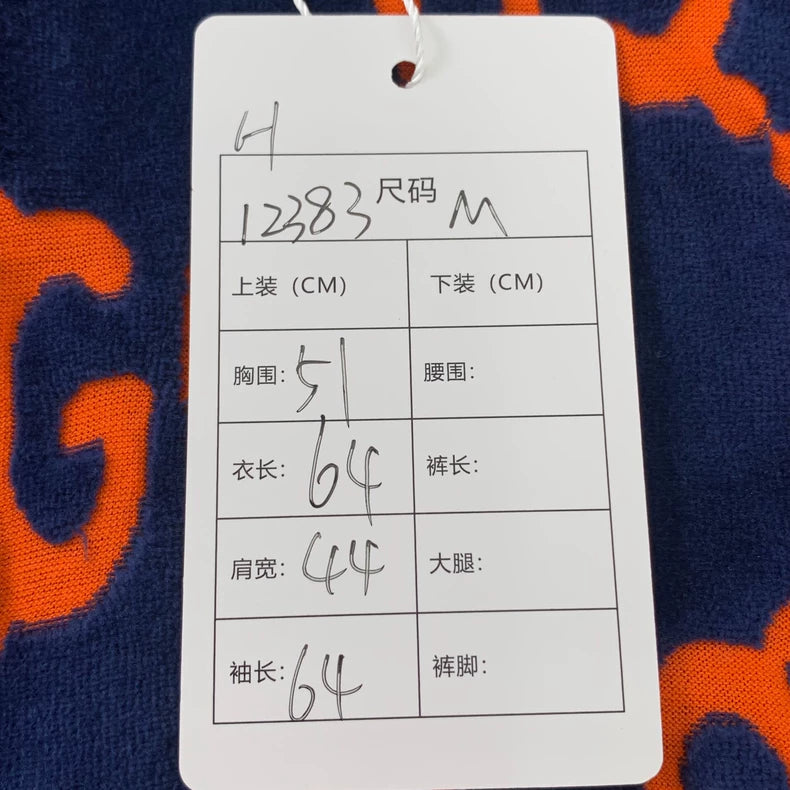 H
12383 尺码 M
上装 (CM) 下装 (CM)
胸围: 51 腰围:
衣长: 64 裤长:
肩宽: 44 大腿:
袖长: 64 裤脚: